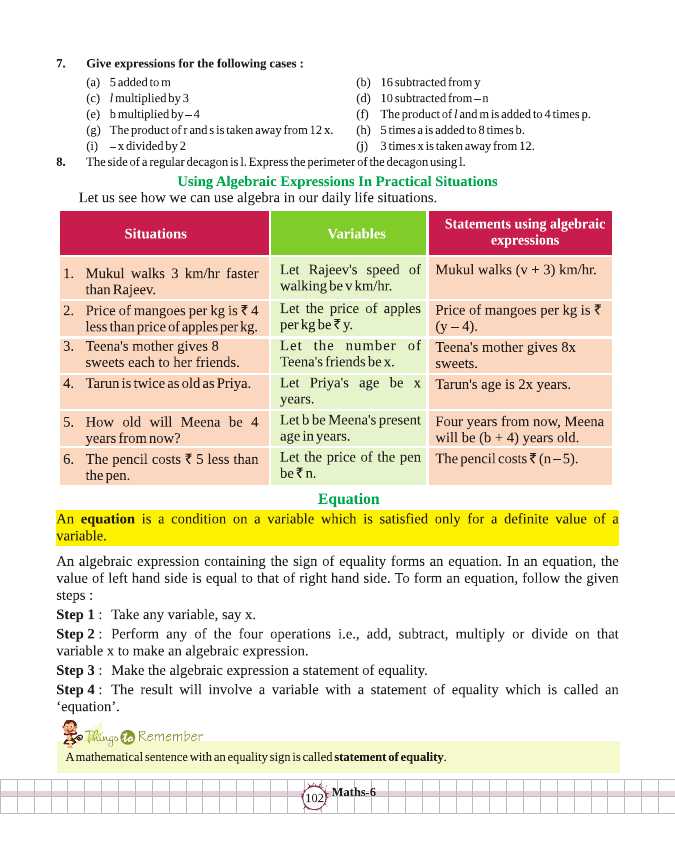 7. Give expressions for the following cases :
(a) 5 added to m
(b) 16 subtracted from y
(c) l multiplied by 3
(d) 10 subtracted from – n
(e) b multiplied by – 4
(f) The product of l and m is added to 4 times p.
(g) The product of r and s is taken away from 12 x.
(h) 5 times a is added to 8 times b.
(i) – x divided by 2
(j) 3 times x is taken away from 12.
8. The side of a regular decagon is l. Express the perimeter of the decagon using l.
Using Algebraic Expressions In Practical Situations
Let us see how we can use algebra in our daily life situations.
Situations
Variables
Statements using algebraic
expressions
1. Mukul walks 3 km/hr faster
than Rajeev.
Let Rajeev's speed of
walking be v km/hr.
Mukul walks (v + 3) km/hr.
2. Price of mangoes per kg is ₹ 4
less than price of apples per kg.
Let the price of apples
per kg be ₹ y.
Price of mangoes per kg is ₹
(y – 4).
3. Teena's mother gives 8
sweets each to her friends.
Let the number of
Teena's friends be x.
Teena's mother gives 8x
sweets.
4. Tarun is twice as old as Priya.
Let Priya's age be x
years.
Tarun's age is 2x years.
5. How old will Meena be 4
years from now?
Let b be Meena's present
age in years.
Four years from now, Meena
will be (b + 4) years old.
6. The pencil costs ₹ 5 less than
the pen.
Let the price of the pen
be ₹ n.
The pencil costs ₹ (n – 5).
Equation
An equation is a condition on a variable which is satisfied only for a definite value of a
variable.
An algebraic expression containing the sign of equality forms an equation. In an equation, the
value of left hand side is equal to that of right hand side. To form an equation, follow the given
steps :
Step 1 : Take any variable, say x.
Step 2 : Perform any of the four operations i.e., add, subtract, multiply or divide on that
variable x to make an algebraic expression.
Step 3 : Make the algebraic expression a statement of equality.
Step 4 : The result will involve a variable with a statement of equality which is called an
‘equation’.
Things to Remember
A mathematical sentence with an equality sign is called statement of equality.
102 Maths-6